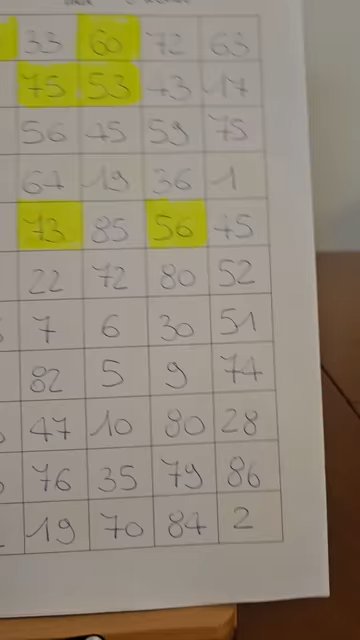 33 60 72 63
75 53 43 17
56 45 59 75
64 19 36 1
73 85 56 45
22 72 80 52
7 6 30 51
82 5 9 74
47 10 80 28
76 35 79 86
19 70 84 2